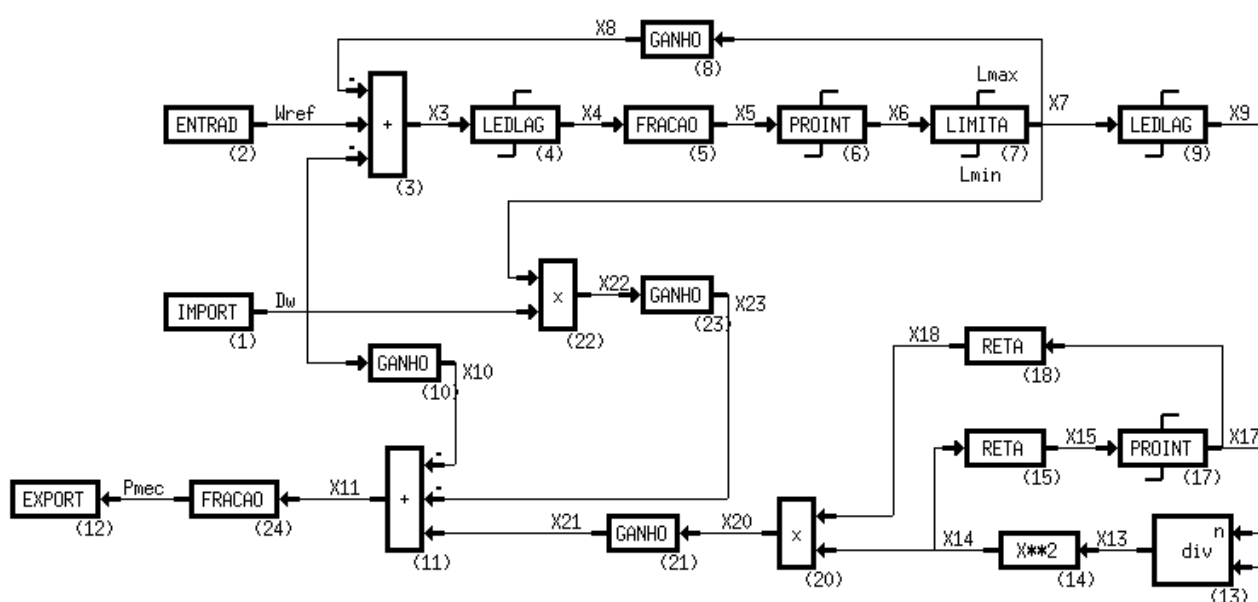 X8
GANHO
(8)
Lmax
-
ENTRAD
Wref
+
X3
LEDLAG
X4
FRACAO
X5
PROINT
X6
LIMITA
X7
LEDLAG
X9
(2)
-
(3)
(4)
(5)
(6)
(7)
(9)
Lmin
IMPORT
Dw
x
X22
GANHO
X23
(1)
(22)
(23)
GANHO
X10
(10)
X18
RETA
(18)
RETA
X15
PROINT
X17
(15)
(17)
EXPORT
Pmec
FRACAO
X11
+
-
-
X21
GANHO
X20
x
X14
X**2
X13
n
div
(12)
(24)
(11)
(21)
(20)
(14)
(13)